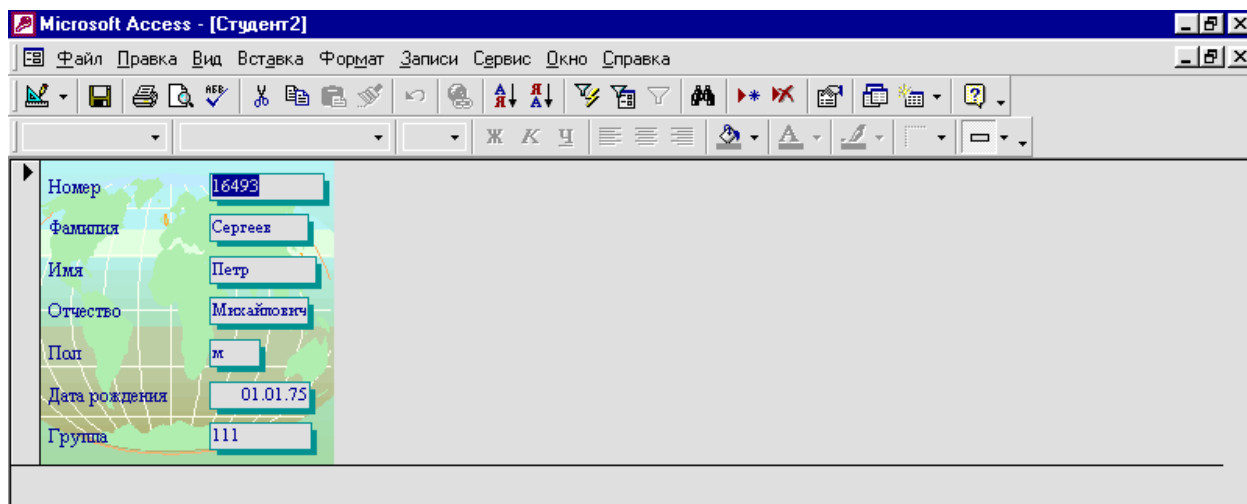 Microsoft Access - [Студент2]
Файл Правка Вид Вставка Формат Записи Сервис Окно Справка
Ж К Ч
Номер 16493
Фамилия Сергеев
Имя Петр
Отчество Михайлович
Пол м
Дата рождения 01.01.75
Группа 111